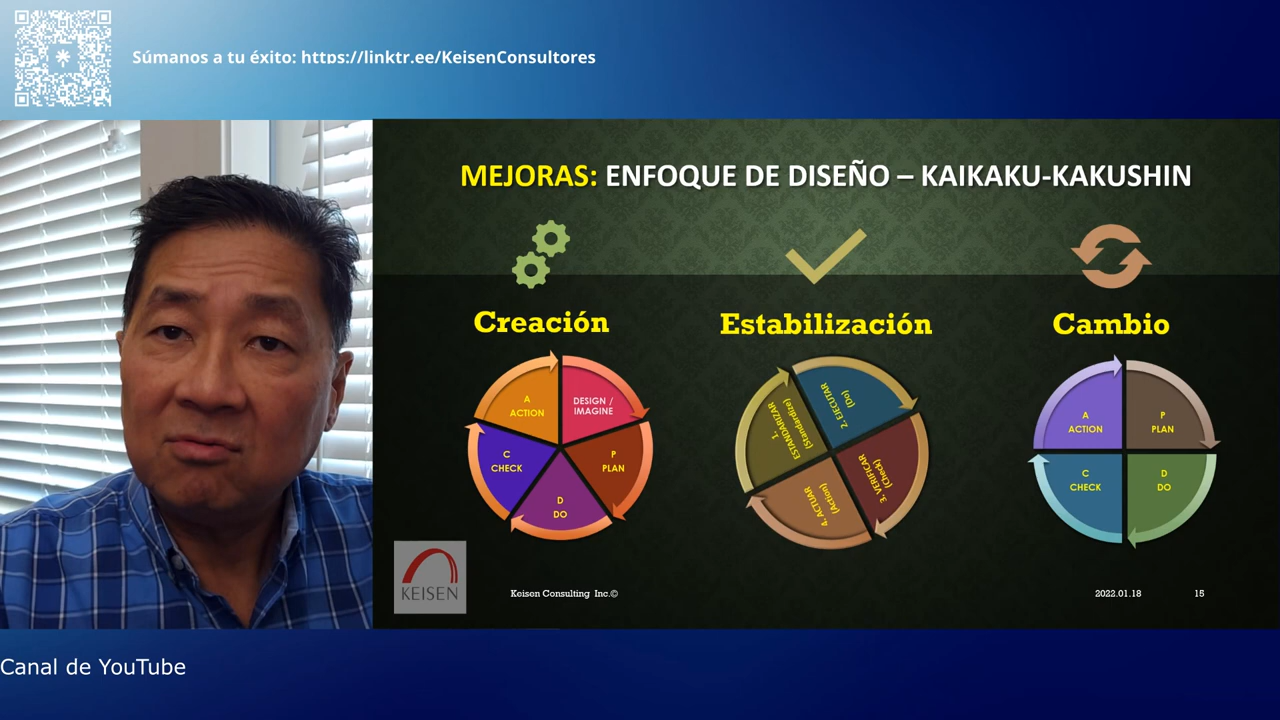 Súmanos a tu éxito: https://linktr.ee/KeisenConsultores
MEJORAS: ENFOQUE DE DISEÑO – KAIKAKU-KAKUSHIN
Creación
Estabilización
Cambio
A
ACTION
DESIGN /
IMAGINE
P
PLAN
D
DO
C
CHECK
1.
ESTANDARIZAR
(Standardize)
2. EJECUTAR
(Do)
3. VERIFICAR
(Check)
4. ACTUAR
(Action)
A
ACTION
P
PLAN
C
CHECK
D
DO
KEISEN
Keisen Consulting Inc.©
2022.01.18
15
Canal de YouTube